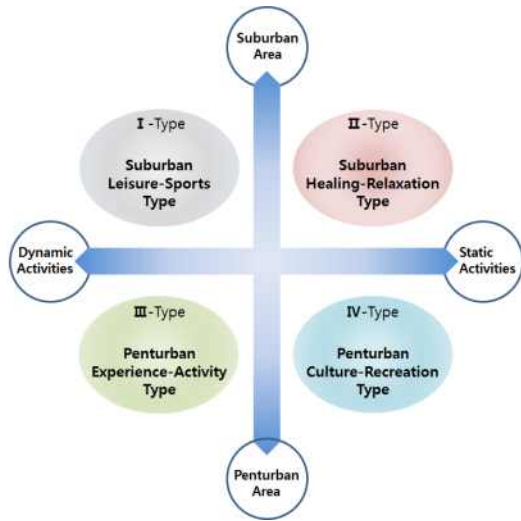 Suburban
Area
Ⅰ-Type
Suburban
Leisure-Sports
Type
Ⅱ-Type
Suburban
Healing-Relaxation
Type
Dynamic
Activities
Static
Activities
Ⅲ-Type
Penturban
Experience-Activity
Type
Ⅳ-Type
Penturban
Culture-Recreation
Type
Penturban
Area